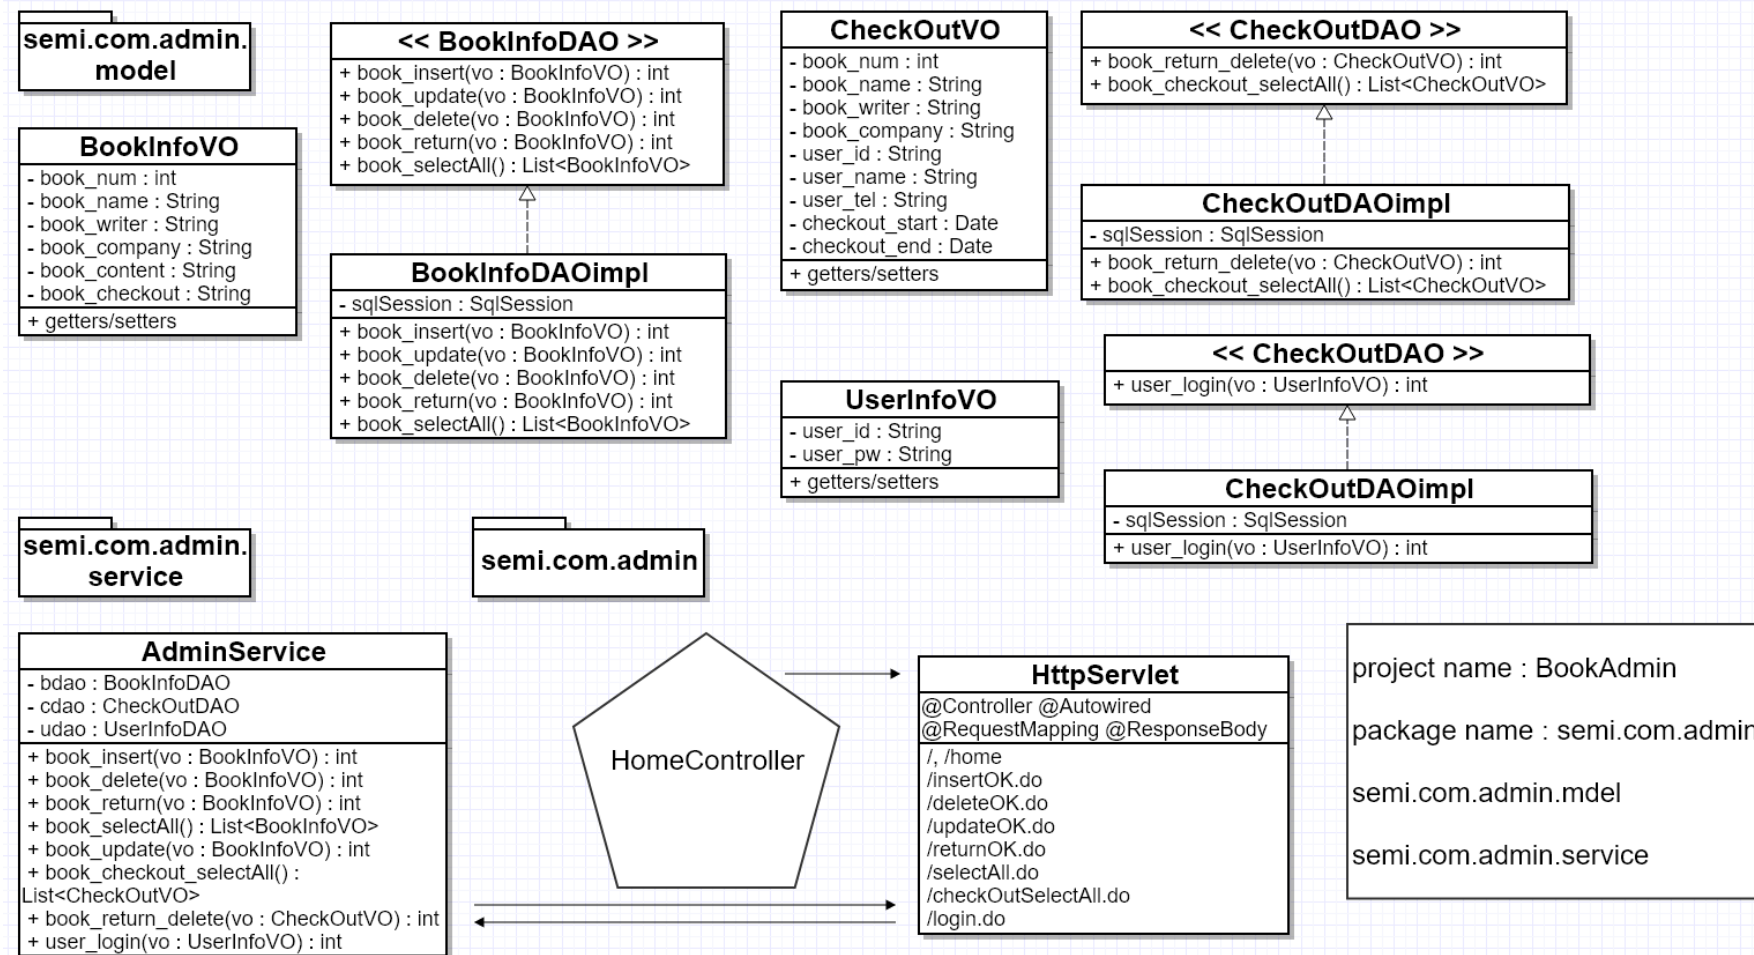 semi.com.admin.
model
BookInfoVO
- book_num : int
- book_name : String
- book_writer : String
- book_company : String
- book_content : String
- book_checkout : String
+ getters/setters
<< BookInfoDAO >>
+ book_insert(vo : BookInfoVO) : int
+ book_update(vo : BookInfoVO) : int
+ book_delete(vo : BookInfoVO) : int
+ book_return(vo : BookInfoVO) : int
+ book_selectAll() : List<BookInfoVO>
BookInfoDAOimpl
- sqlSession : SqlSession
+ book_insert(vo : BookInfoVO) : int
+ book_update(vo : BookInfoVO) : int
+ book_delete(vo : BookInfoVO) : int
+ book_return(vo : BookInfoVO) : int
+ book_selectAll() : List<BookInfoVO>
CheckOutVO
- book_num : int
- book_name : String
- book_writer : String
- book_company : String
- user_id : String
- user_name : String
- user_tel : String
- checkout_start : Date
- checkout_end : Date
+ getters/setters
<< CheckOutDAO >>
+ book_return_delete(vo : CheckOutVO) : int
+ book_checkout_selectAll() : List<CheckOutVO>
CheckOutDAOimpl
- sqlSession : SqlSession
+ book_return_delete(vo : CheckOutVO) : int
+ book_checkout_selectAll() : List<CheckOutVO>
UserInfoVO
- user_id : String
- user_pw : String
+ getters/setters
<< CheckOutDAO >>
+ user_login(vo : UserInfoVO) : int
CheckOutDAOimpl
- sqlSession : SqlSession
+ user_login(vo : UserInfoVO) : int
semi.com.admin.
service
semi.com.admin
AdminService
- bdao : BookInfoDAO
- cdao : CheckOutDAO
- udao : UserInfoDAO
+ book_insert(vo : BookInfoVO) : int
+ book_delete(vo : BookInfoVO) : int
+ book_return(vo : BookInfoVO) : int
+ book_selectAll() : List<BookInfoVO>
+ book_update(vo : BookInfoVO) : int
+ book_checkout_selectAll() :
List<CheckOutVO>
+ book_return_delete(vo : CheckOutVO) : int
+ user_login(vo : UserInfoVO) : int
HomeController
HttpServlet
@Controller @Autowired
@RequestMapping @ResponseBody
/, /home
/insertOK.do
/deleteOK.do
/updateOK.do
/returnOK.do
/selectAll.do
/checkOutSelectAll.do
/login.do
project name : BookAdmin
package name : semi.com.admin
semi.com.admin.mdel
semi.com.admin.service